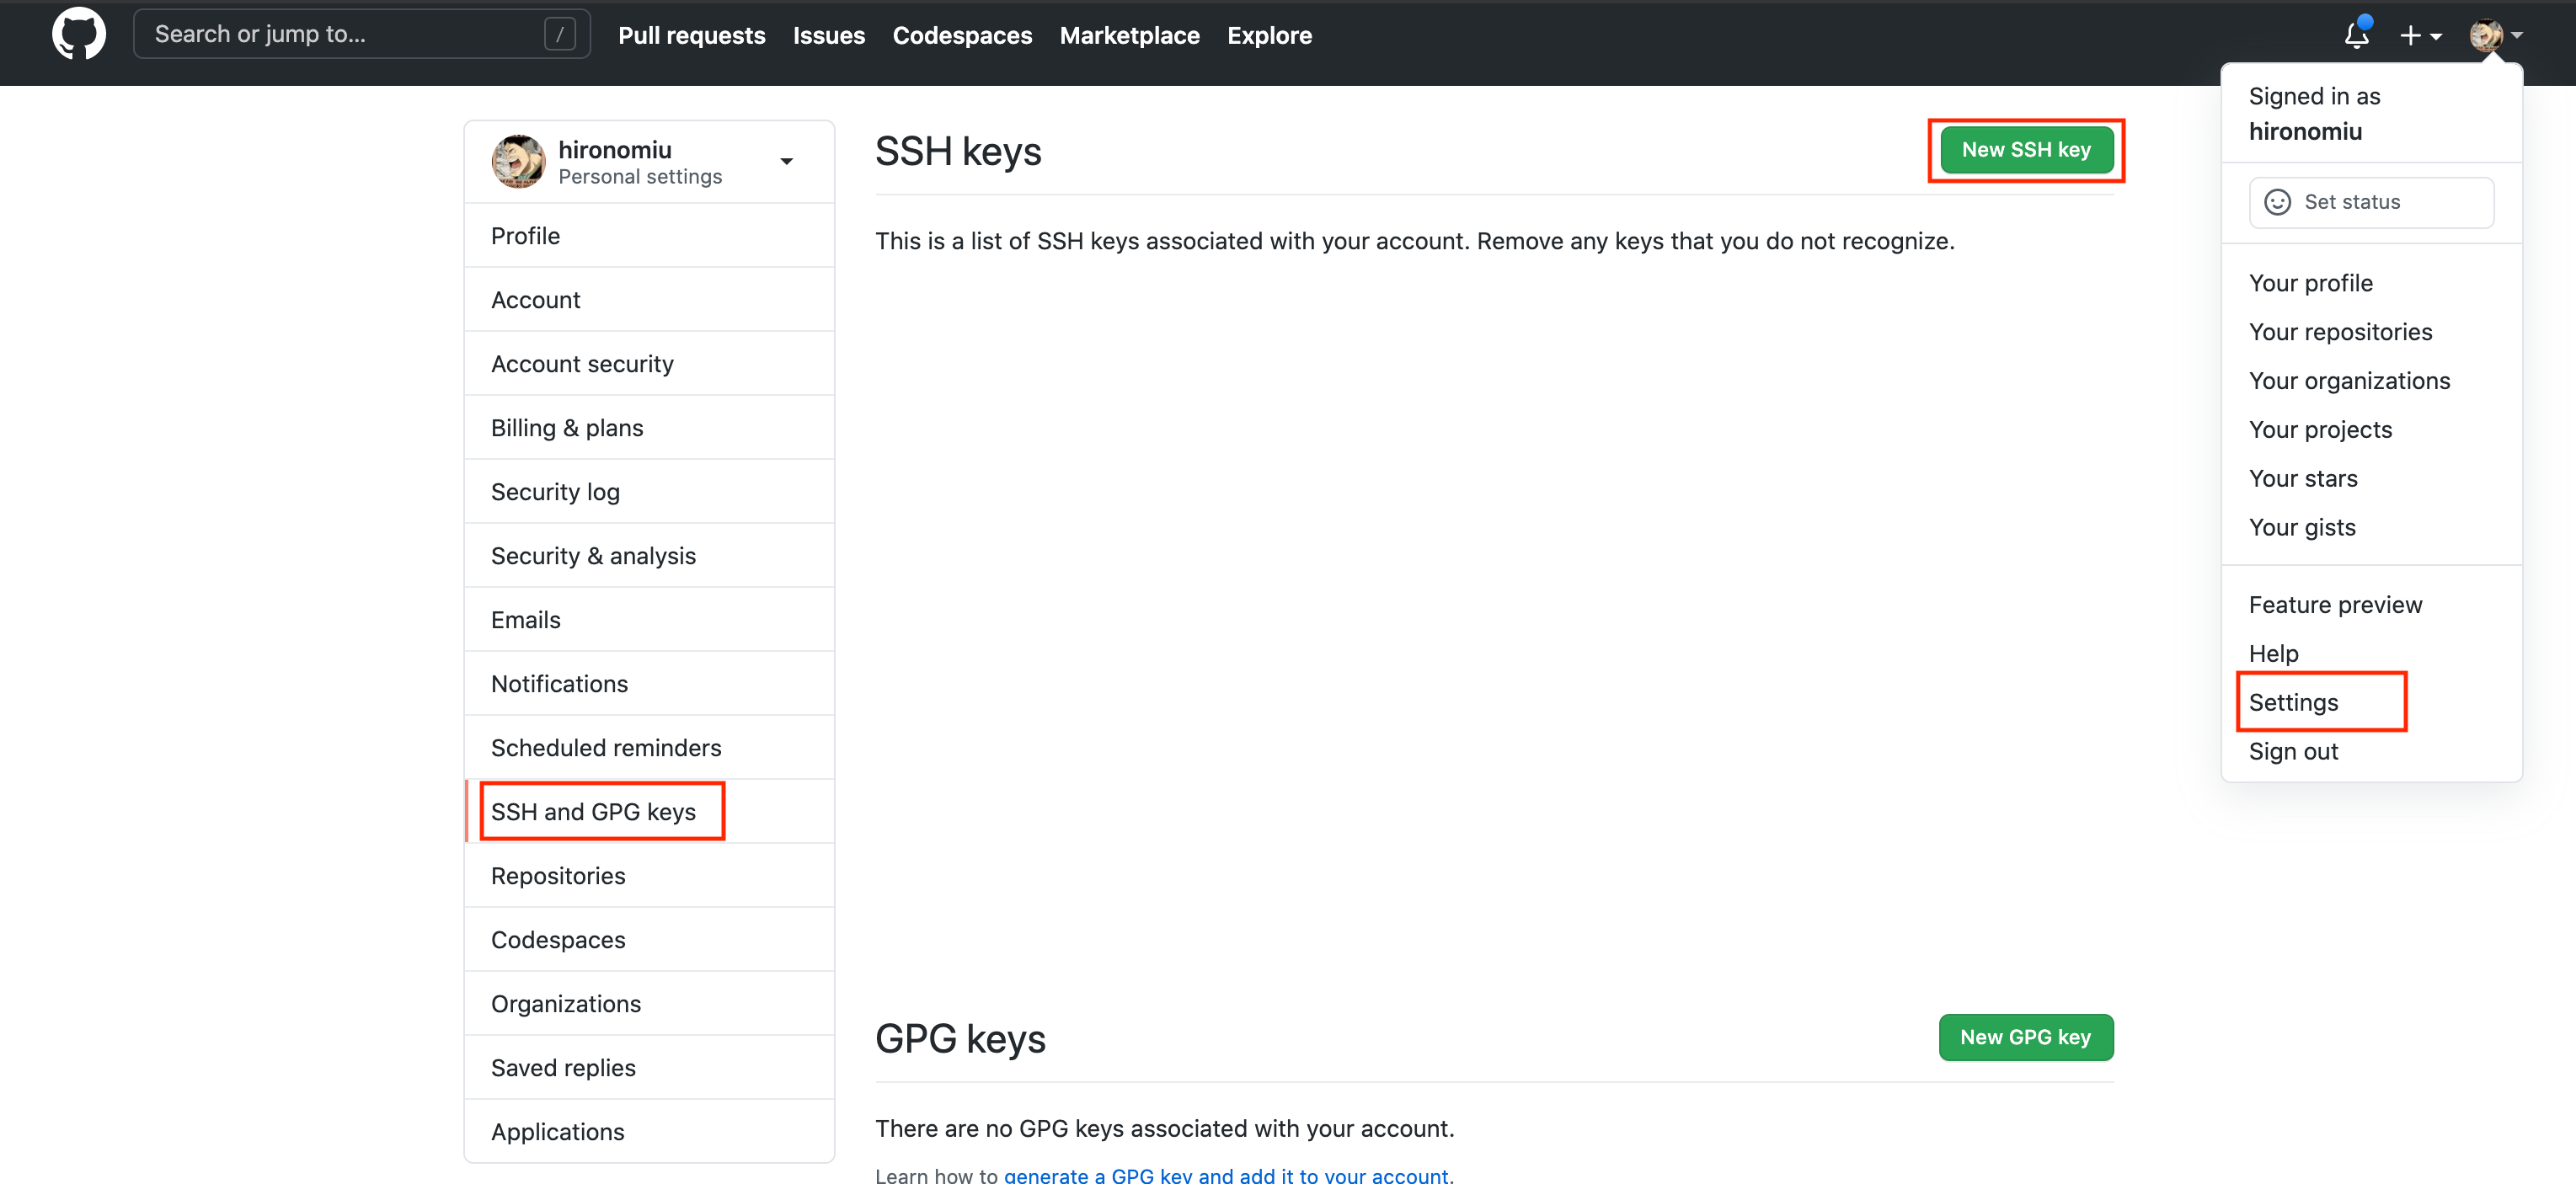 Search or jump to...
/
Pull requests
Issues
Codespaces
Marketplace
Explore
Signed in as
hironomiu
Set status
Your profile
Your repositories
Your organizations
Your projects
Your stars
Your gists
Feature preview
Help
Settings
Sign out
hironomiu
Personal settings
Profile
Account
Account security
Billing & plans
Security log
Security & analysis
Emails
Notifications
Scheduled reminders
SSH and GPG keys
Repositories
Codespaces
Organizations
Saved replies
Applications
SSH keys
New SSH key
This is a list of SSH keys associated with your account. Remove any keys that you do not recognize.
GPG keys
New GPG key
There are no GPG keys associated with your account.
Learn how to generate a GPG key and add it to your account.